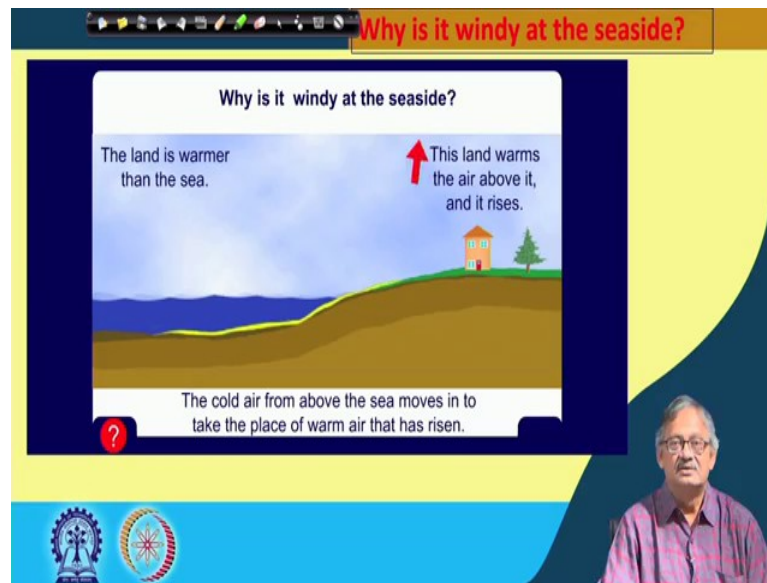 Why is it windy at the seaside?
Why is it windy at the seaside?
The land is warmer
than the sea.
This land warms
the air above it,
and it rises.
The cold air from above the sea moves in to
take the place of warm air that has risen.
?